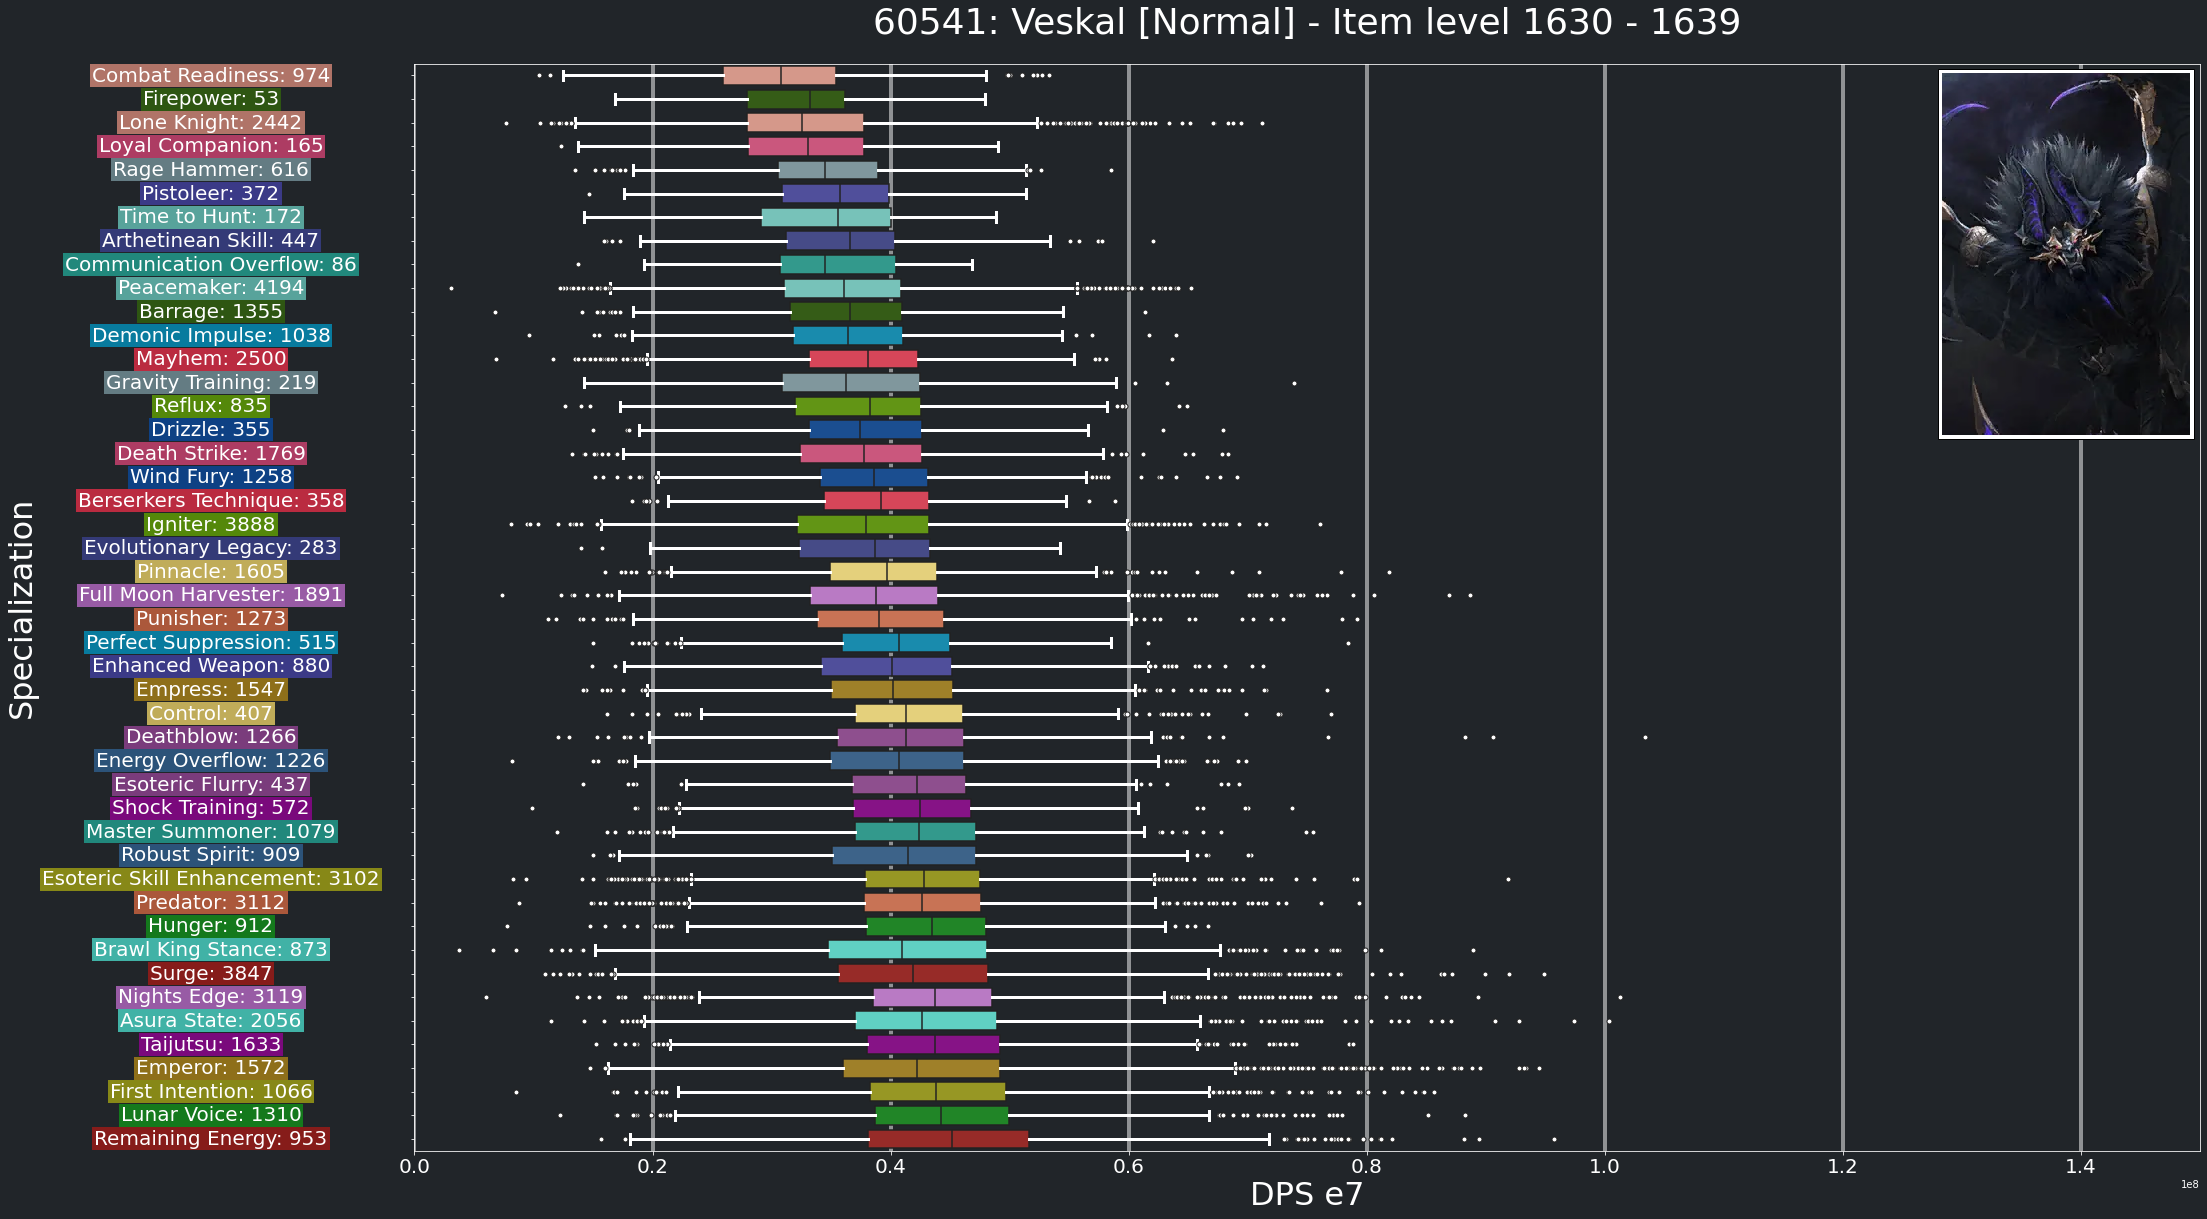 60541: Veskal [Normal] - Item level 1630 - 1639
Combat Readiness: 974
Firepower: 53
Lone Knight: 2442
Loyal Companion: 165
Rage Hammer: 616
Pistoleer: 372
Time to Hunt: 172
Arthetinean Skill: 447
Communication Overflow: 86
Peacemaker: 4194
Barrage: 1355
Demonic Impulse: 1038
Mayhem: 2500
Gravity Training: 219
Reflux: 835
Drizzle: 355
Death Strike: 1769
Wind Fury: 1258
Berserkers Technique: 358
Igniter: 3888
Evolutionary Legacy: 283
Pinnacle: 1605
Full Moon Harvester: 1891
Punisher: 1273
Perfect Suppression: 515
Enhanced Weapon: 880
Empress: 1547
Control: 407
Deathblow: 1266
Energy Overflow: 1226
Esoteric Flurry: 437
Shock Training: 572
Master Summoner: 1079
Robust Spirit: 909
Esoteric Skill Enhancement: 3102
Predator: 3112
Hunger: 912
Brawl King Stance: 873
Surge: 3847
Nights Edge: 3119
Asura State: 2056
Taijutsu: 1633
Emperor: 1572
First Intention: 1066
Lunar Voice: 1310
Remaining Energy: 953
Specialization
0.0 0.2 0.4 0.6 0.8 1.0 1.2 1.4
DPS e7
1e8